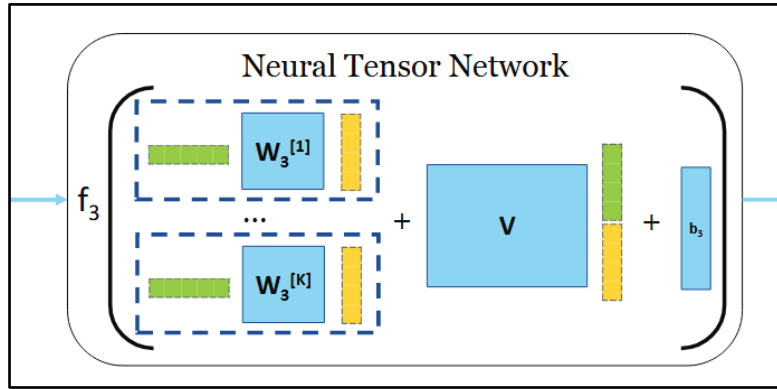 Neural Tensor Network
f₃
W₃[1]
...
W₃[K]
+
V
+
b₃